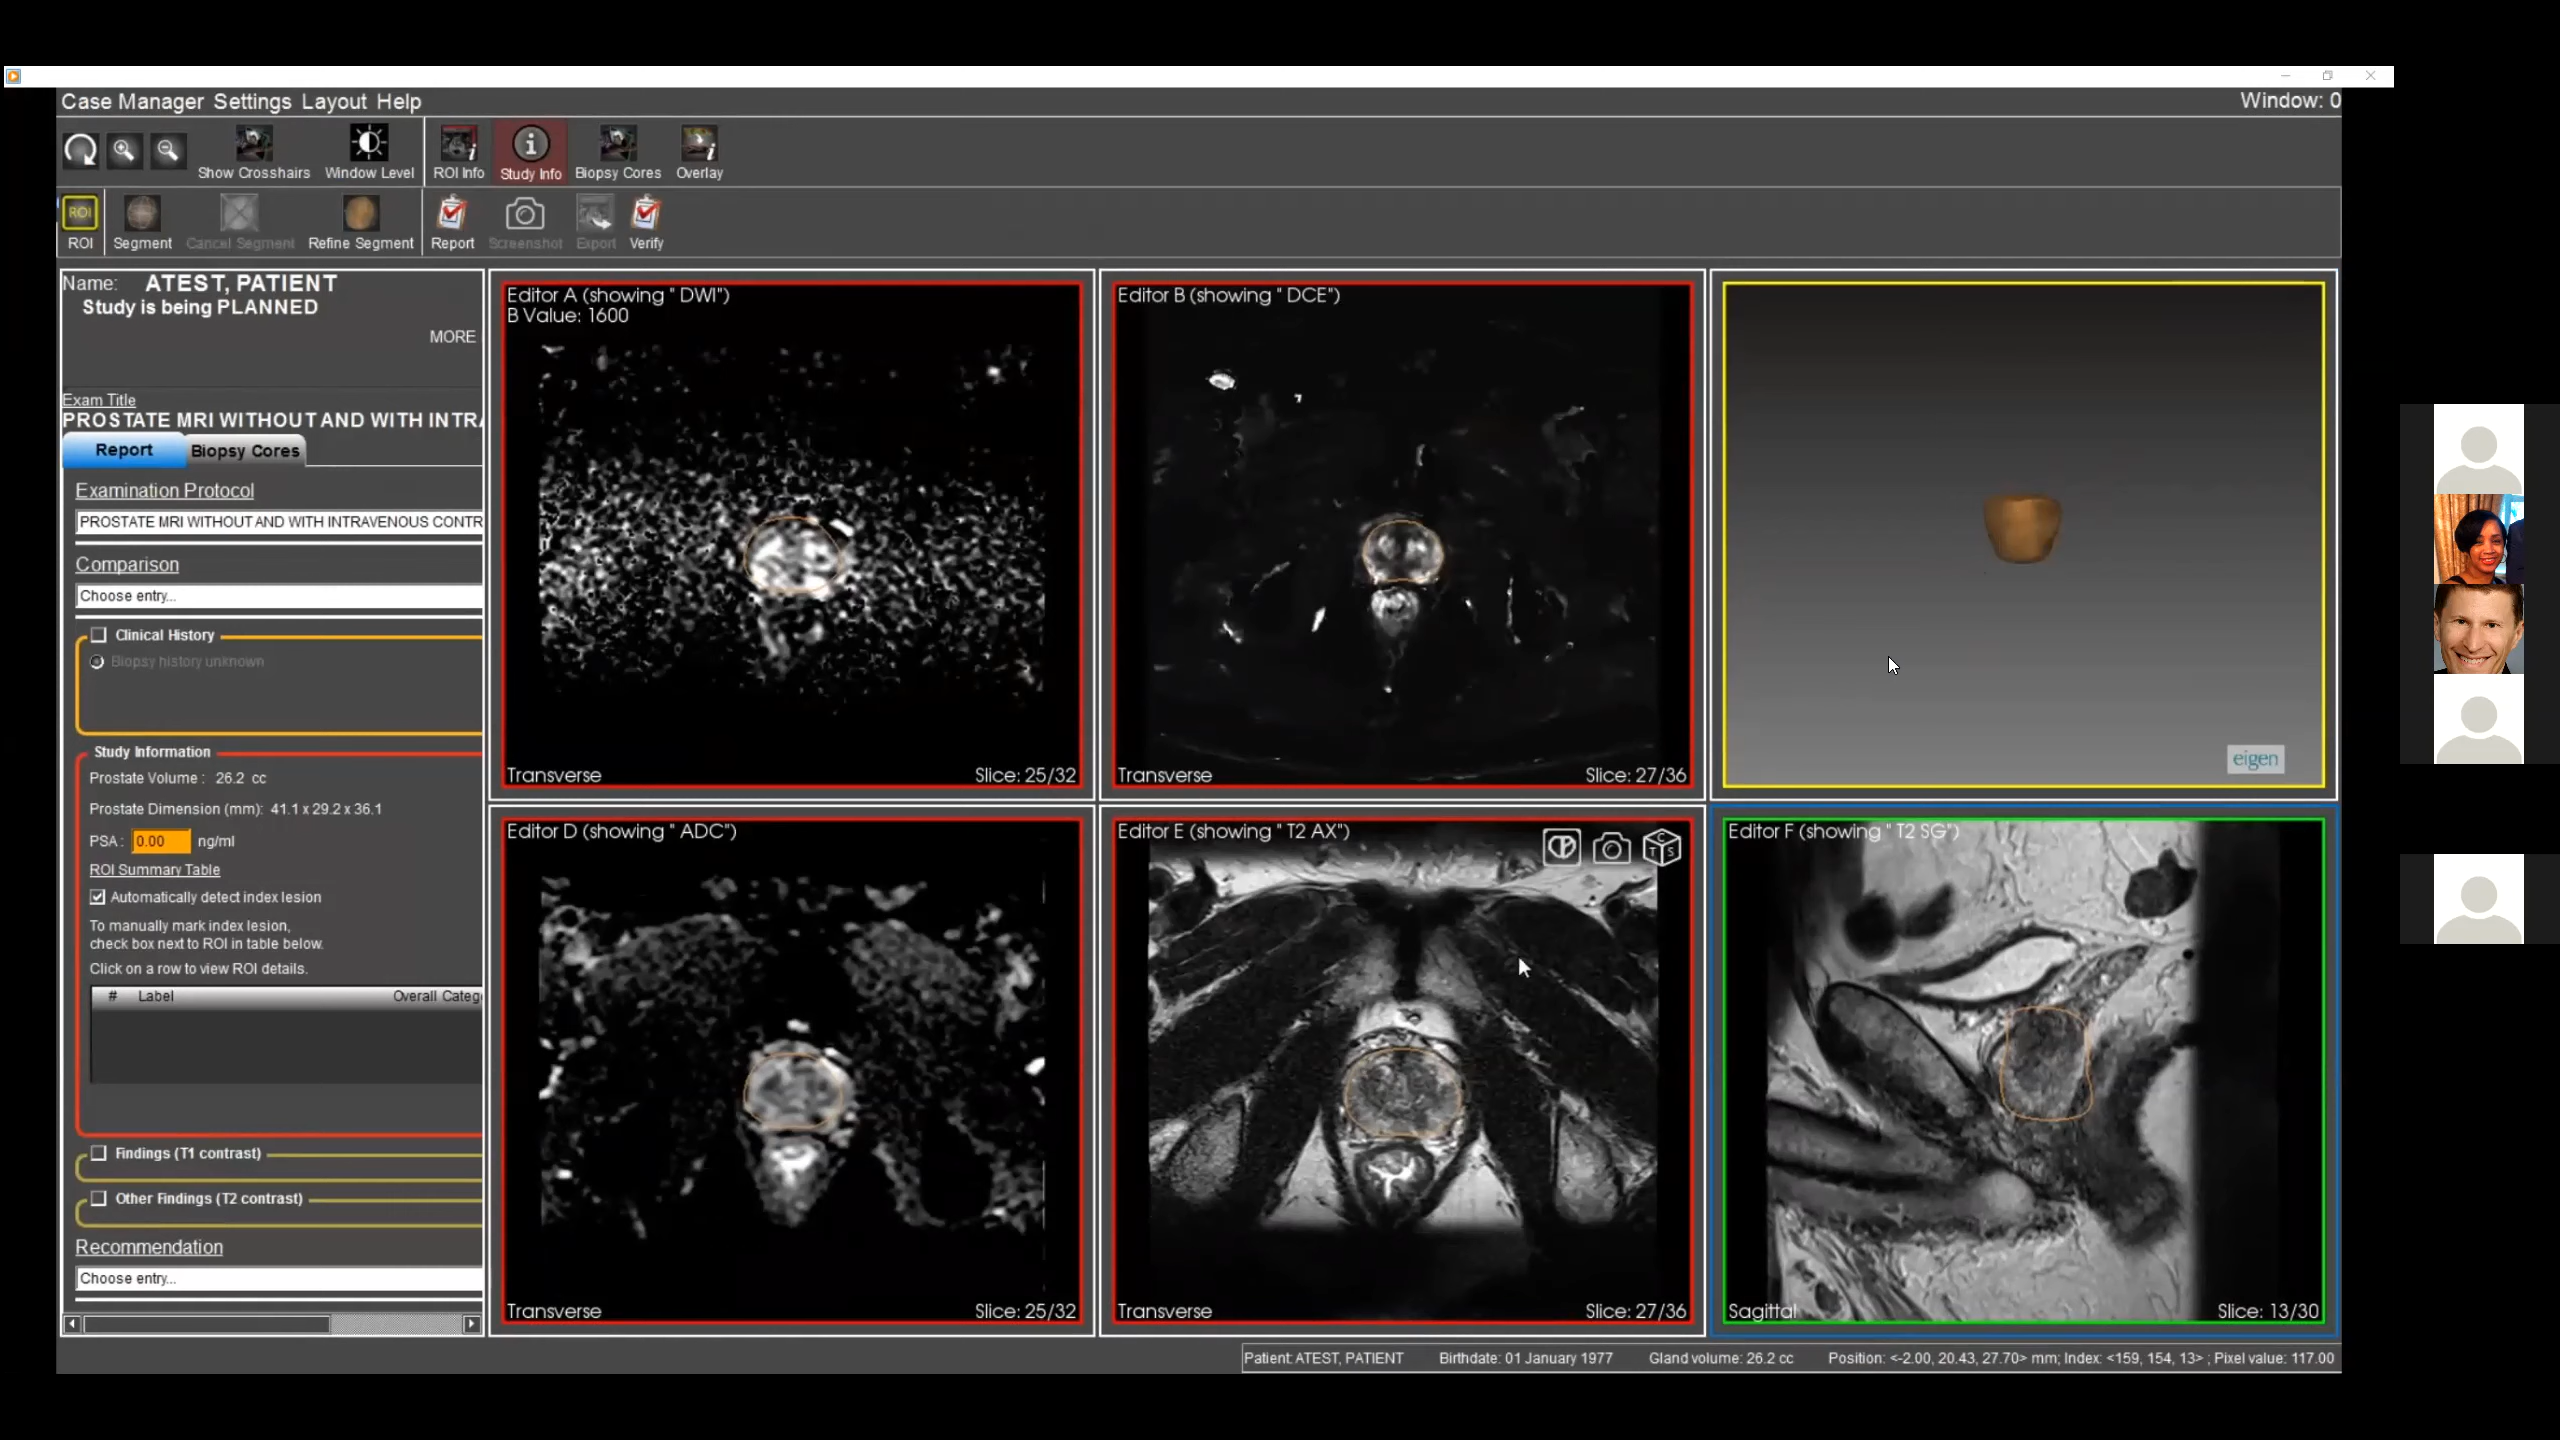 Case Manager Settings Layout Help
Window: 0
Show Crosshairs
Window Level
ROI Info
Study Info
Biopsy Cores
Overlay
ROI
ROI
Segment
Cancel Segment
Refine Segment
Report
Screenshot
Export
Verify
Name: ATEST, PATIENT
Study is being PLANNED
MORE
Exam Title
PROSTATE MRI WITHOUT AND WITH INTRA
Report
Biopsy Cores
Examination Protocol
PROSTATE MRI WITHOUT AND WITH INTRAVENOUS CONTR
Comparison
Choose entry...
Clinical History
Biopsy history unknown
Study Information
Prostate Volume : 26.2 cc
Prostate Dimension (mm): 41.1 x 29.2 x 36.1
PSA : 0.00 ng/ml
ROI Summary Table
Automatically detect index lesion
To manually mark index lesion,
check box next to ROI in table below.
Click on a row to view ROI details.
# Label Overall Categ
Findings (T1 contrast)
Other Findings (T2 contrast)
Recommendation
Choose entry...
Editor A (showing " DWI")
B Value: 1600
Transverse
Slice: 25/32
Editor B (showing " DCE")
Transverse
Slice: 27/36
eigen
Editor D (showing " ADC")
Transverse
Slice: 25/32
Editor E (showing " T2 AX")
C
T S
Transverse
Slice: 27/36
Editor F (showing " T2 SG")
Sagittal
Slice: 13/30
Patient: ATEST, PATIENT Birthdate: 01 January 1977 Gland volume: 26.2 cc Position: <-2.00, 20.43, 27.70> mm; Index: <159, 154, 13> ; Pixel value: 117.00